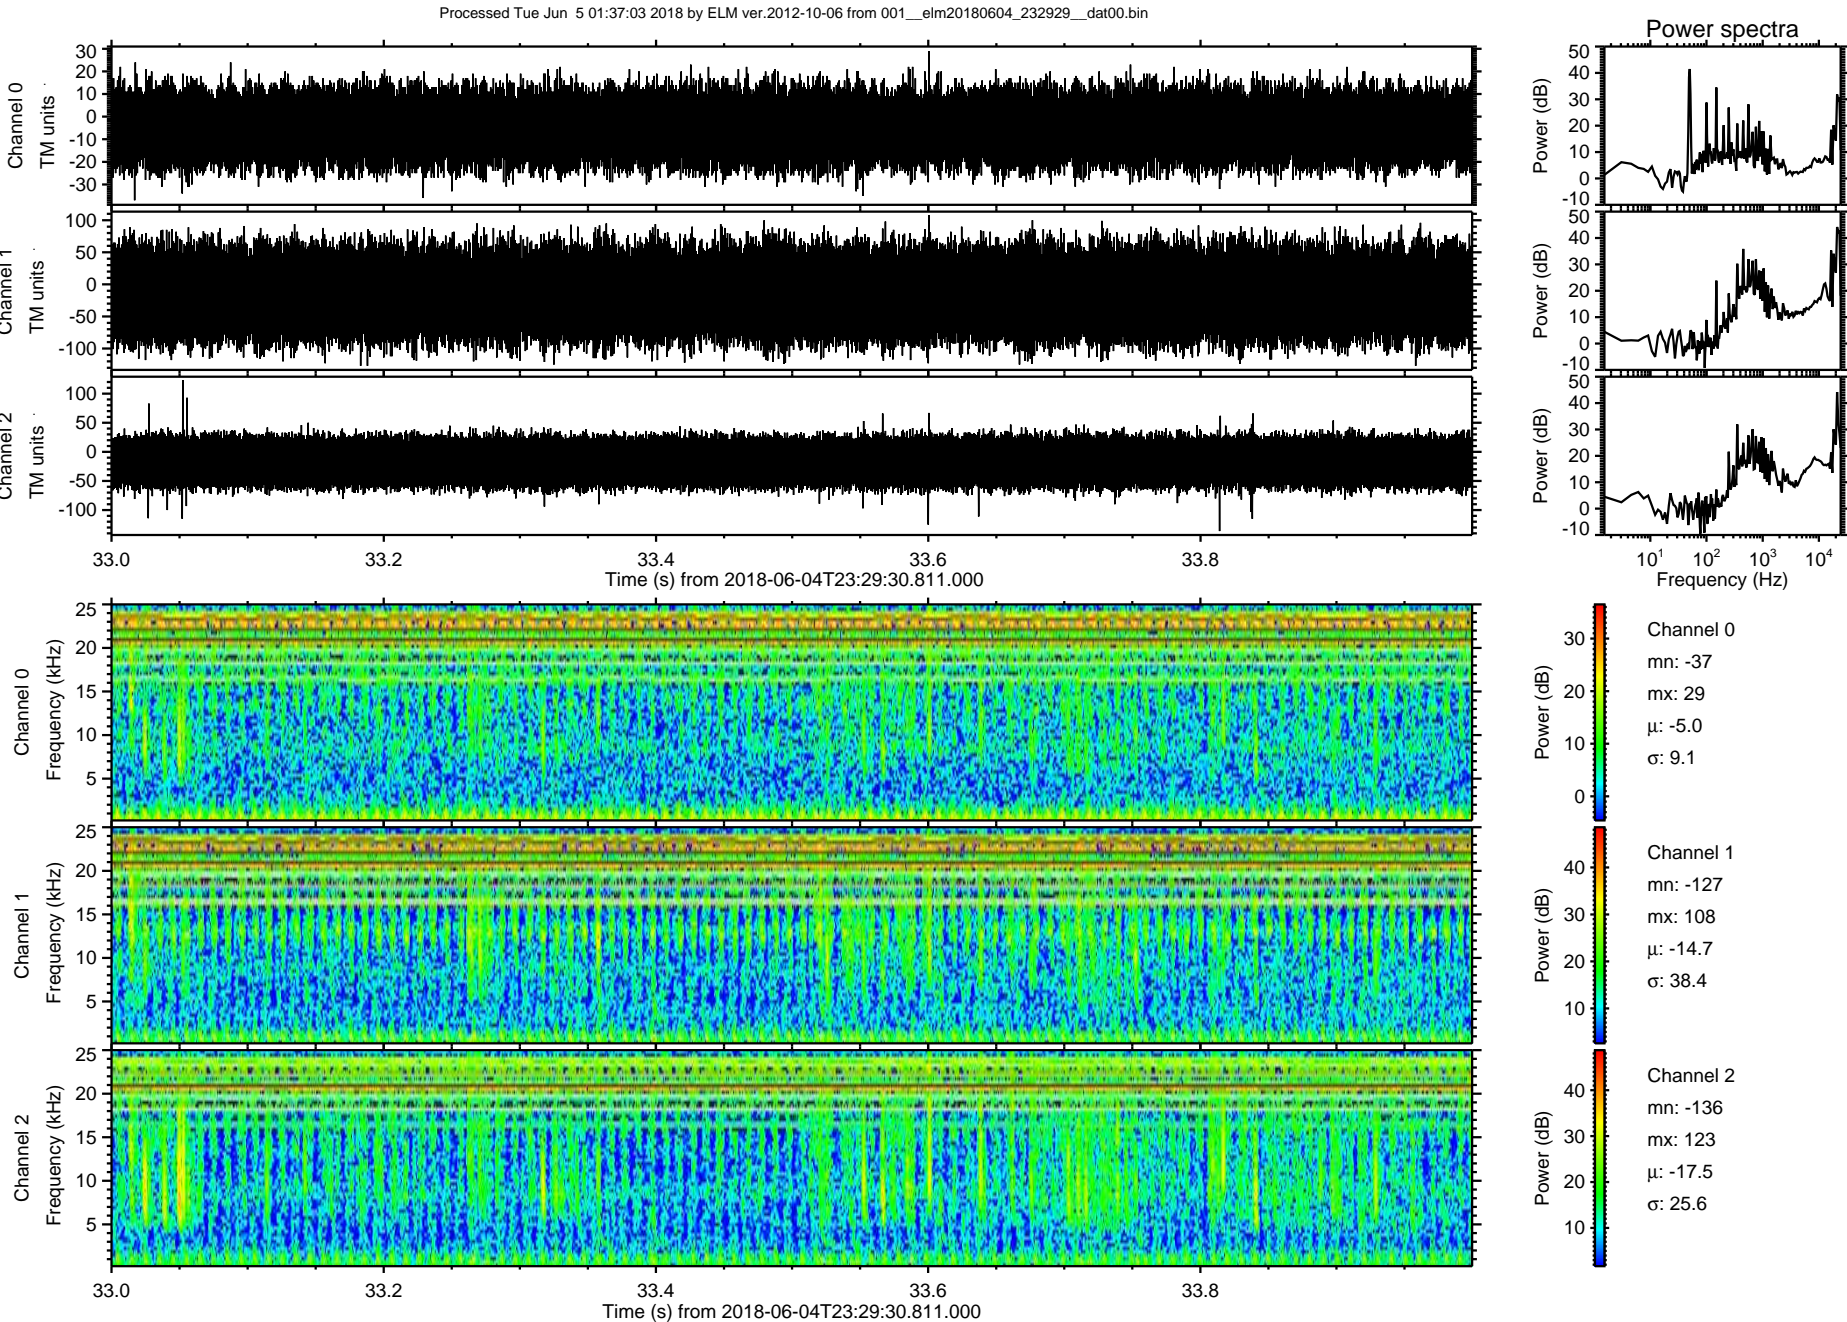 Processed Tue Jun  5 01:37:03 2018 by ELM ver.2012-10-06 from 001__elm20180604_232929__dat00.bin
Power spectra
Channel 0
TM units
30
20
10
0
-10
-20
-30
Power (dB)
50
40
30
20
10
0
-10
Channel 1
TM units
100
50
0
-50
-100
Power (dB)
50
40
30
20
10
0
-10
Channel 2
TM units
100
50
0
-50
-100
Power (dB)
50
40
30
20
10
0
-10
33.0 33.2 33.4 33.6 33.8
Time (s) from 2018-06-04T23:29:30.811.000
10¹ 10² 10³ 10⁴
Frequency (Hz)
Channel 0
Frequency (kHz)
25
20
15
10
5
Power (dB)
30
20
10
0
Channel 0
mn: -37
mx: 29
μ: -5.0
σ: 9.1
Channel 1
Frequency (kHz)
25
20
15
10
5
Power (dB)
40
30
20
10
Channel 1
mn: -127
mx: 108
μ: -14.7
σ: 38.4
Channel 2
Frequency (kHz)
25
20
15
10
5
Power (dB)
40
30
20
10
Channel 2
mn: -136
mx: 123
μ: -17.5
σ: 25.6
33.0 33.2 33.4 33.6 33.8
Time (s) from 2018-06-04T23:29:30.811.000